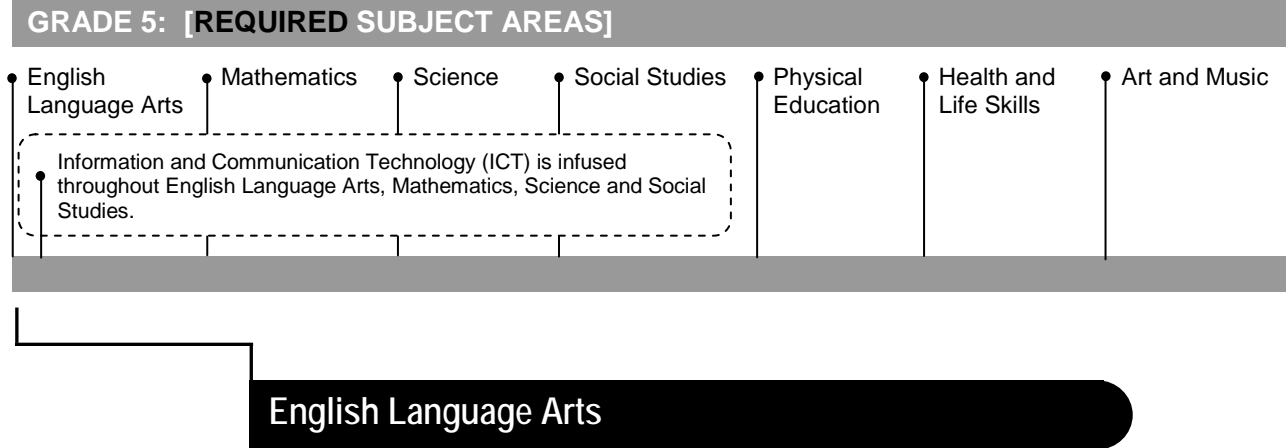 GRADE 5: [REQUIRED SUBJECT AREAS]
English
Language Arts
Mathematics
Science
Social Studies
Physical
Education
Health and
Life Skills
Art and Music
Information and Communication Technology (ICT) is infused
throughout English Language Arts, Mathematics, Science and Social
Studies.
English Language Arts